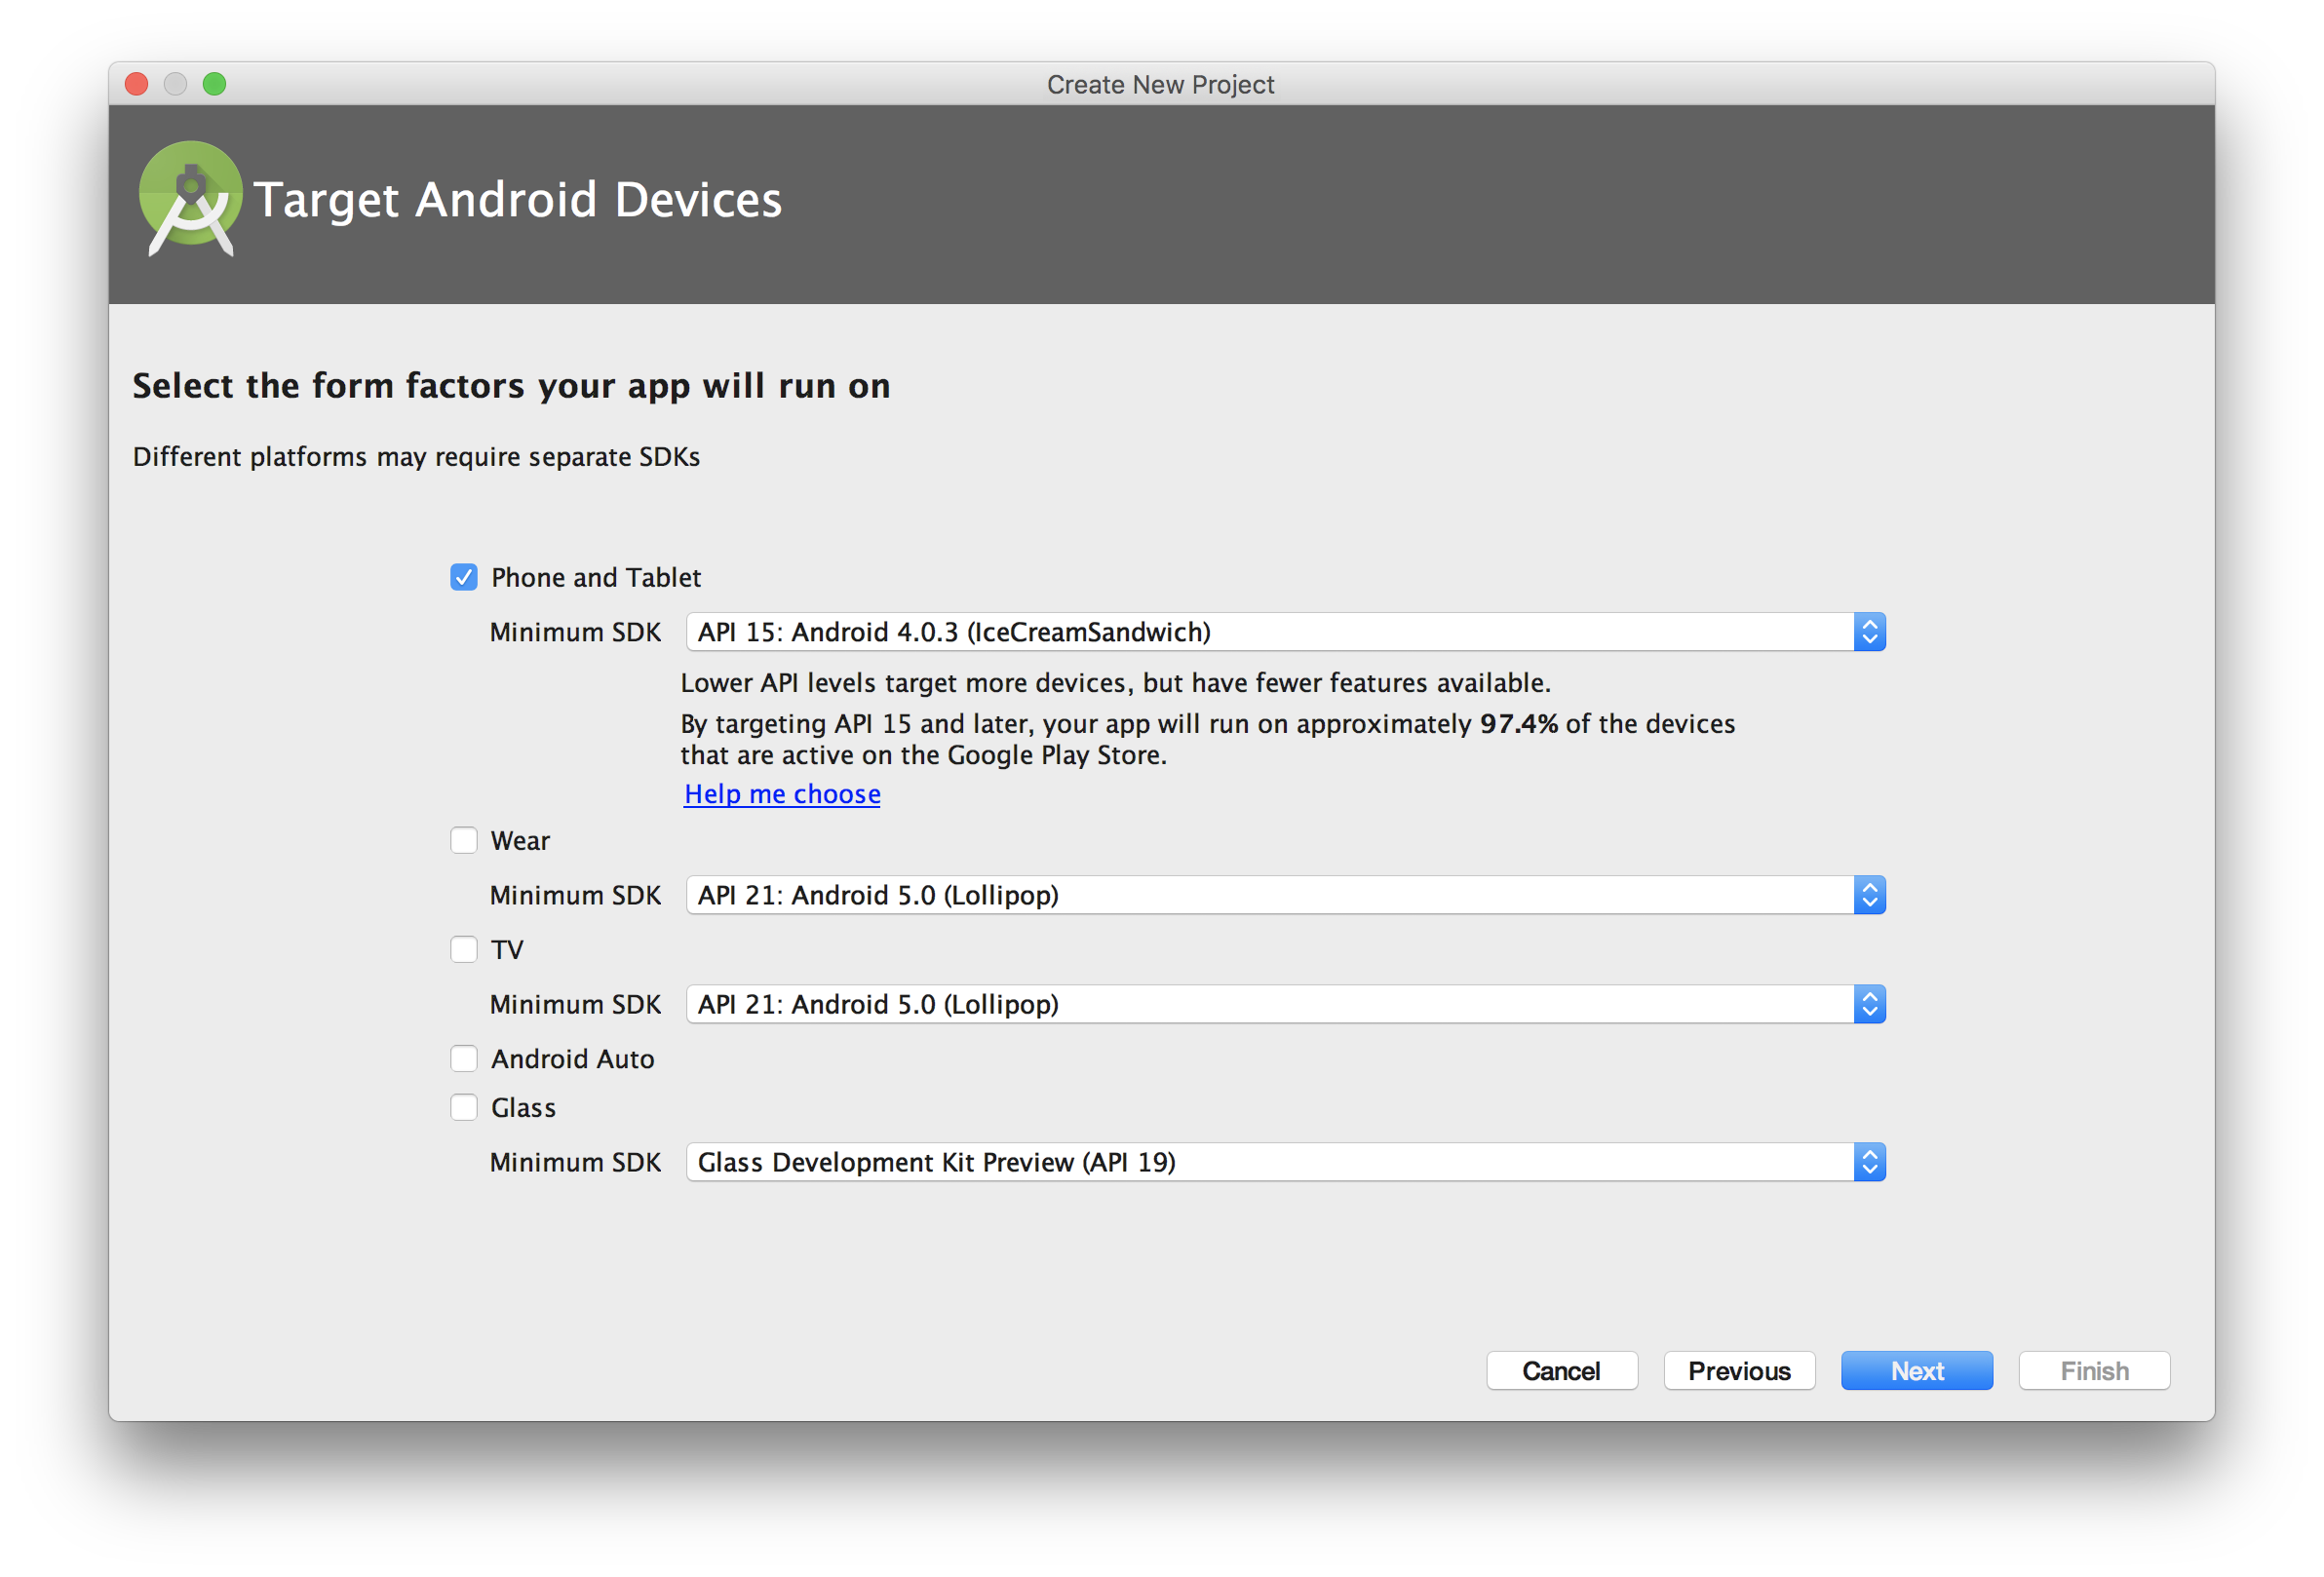 Create New Project
Target Android Devices
Select the form factors your app will run on
Different platforms may require separate SDKs
Phone and Tablet
Minimum SDK API 15: Android 4.0.3 (IceCreamSandwich)
Lower API levels target more devices, but have fewer features available.
By targeting API 15 and later, your app will run on approximately 97.4% of the devices
that are active on the Google Play Store.
Help me choose
Wear
Minimum SDK API 21: Android 5.0 (Lollipop)
TV
Minimum SDK API 21: Android 5.0 (Lollipop)
Android Auto
Glass
Minimum SDK Glass Development Kit Preview (API 19)
Cancel Previous Next Finish